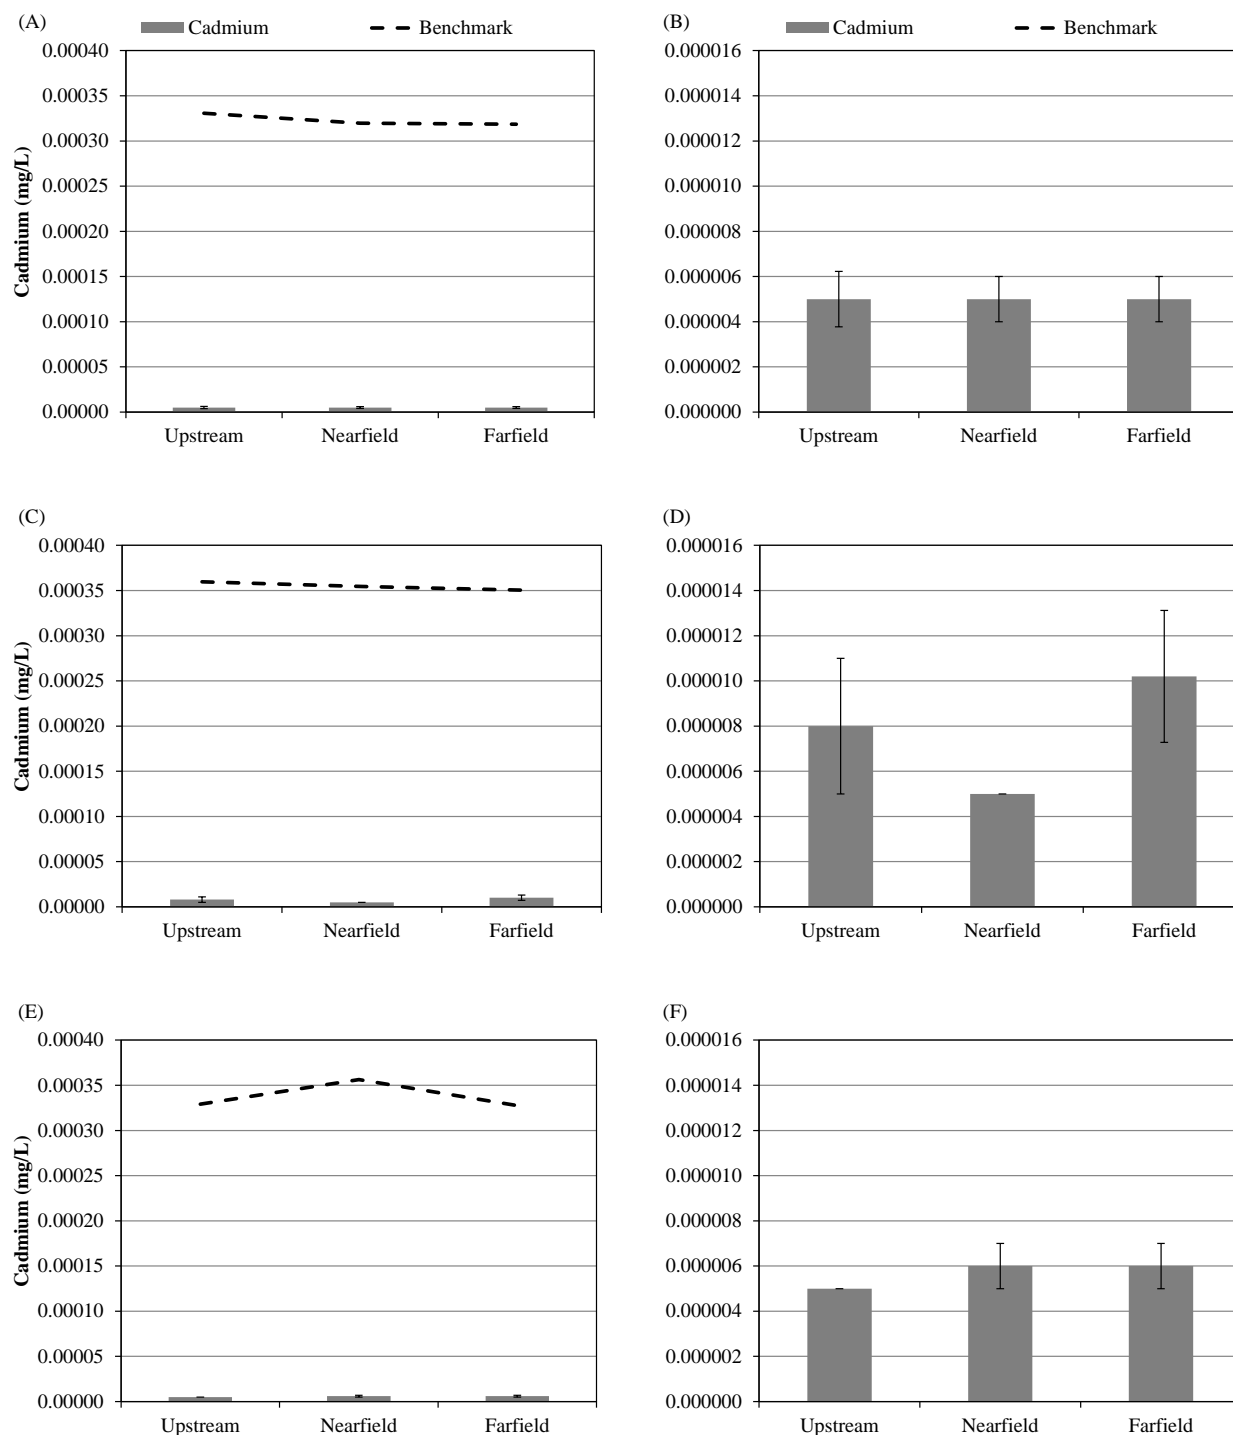 (A)
Cadmium
Benchmark
Cadmium (mg/L)
0.00040
0.00035
0.00030
0.00025
0.00020
0.00015
0.00010
0.00005
0.00000
Upstream Nearfield Farfield
(B)
Cadmium
Benchmark
0.000016
0.000014
0.000012
0.000010
0.000008
0.000006
0.000004
0.000002
0.000000
Upstream Nearfield Farfield
(C)
Cadmium (mg/L)
0.00040
0.00035
0.00030
0.00025
0.00020
0.00015
0.00010
0.00005
0.00000
Upstream Nearfield Farfield
(D)
0.000016
0.000014
0.000012
0.000010
0.000008
0.000006
0.000004
0.000002
0.000000
Upstream Nearfield Farfield
(E)
Cadmium (mg/L)
0.00040
0.00035
0.00030
0.00025
0.00020
0.00015
0.00010
0.00005
0.00000
Upstream Nearfield Farfield
(F)
0.000016
0.000014
0.000012
0.000010
0.000008
0.000006
0.000004
0.000002
0.000000
Upstream Nearfield Farfield